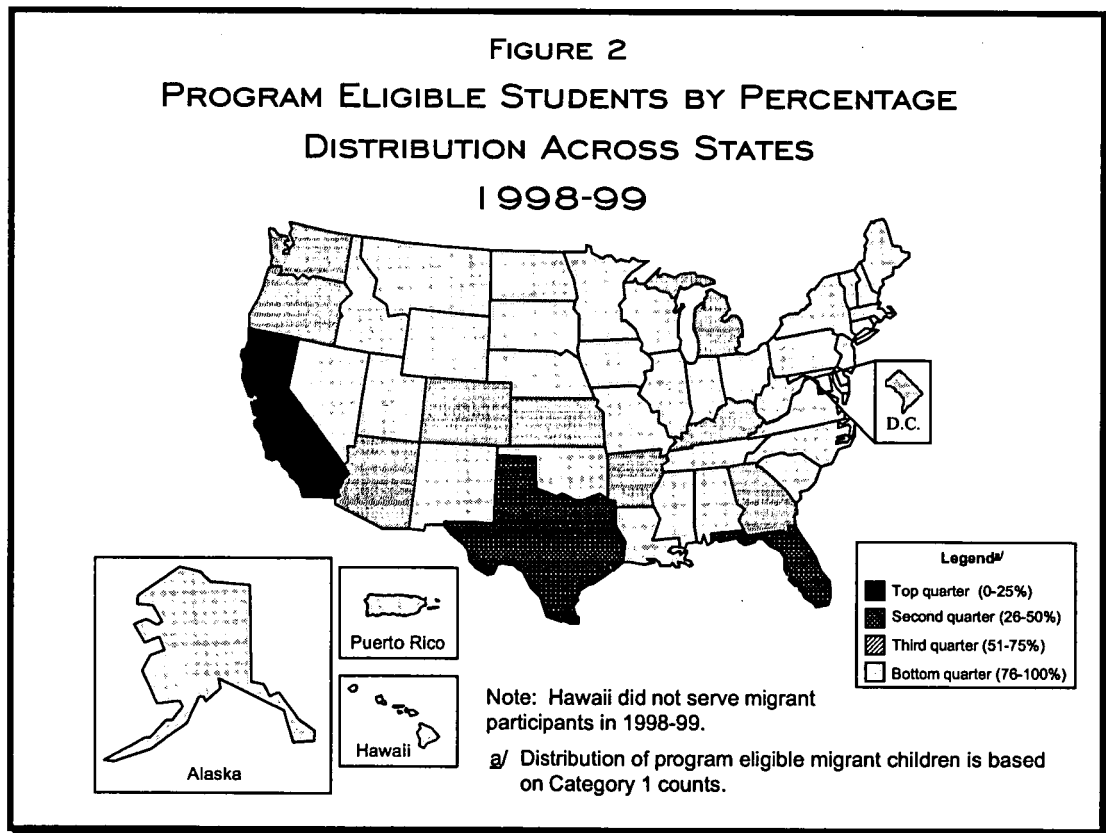 FIGURE 2
PROGRAM ELIGIBLE STUDENTS BY PERCENTAGE
DISTRIBUTION ACROSS STATES
1998-99
D.C.
Legend a/
Top quarter (0-25%)
Second quarter (26-50%)
Third quarter (51-75%)
Bottom quarter (76-100%)
Puerto Rico
Hawaii
Alaska
Note: Hawaii did not serve migrant
participants in 1998-99.
a/ Distribution of program eligible migrant children is based
on Category 1 counts.